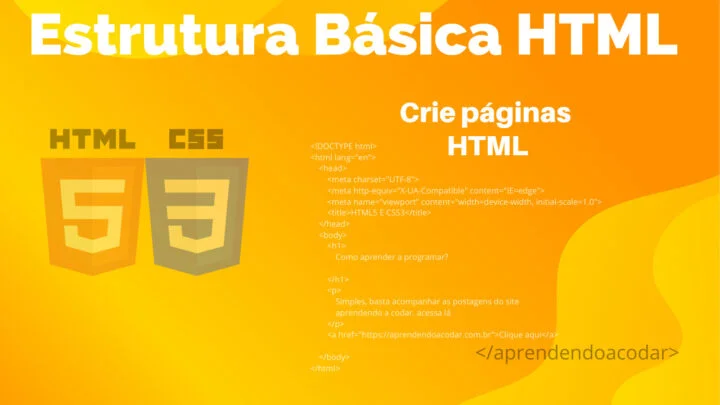 Estrutura Básica HTML
HTML CSS
5 3
Crie páginas
HTML
<!DOCTYPE html>
<html lang="en">
<head>
<meta charset="UTF-8">
<meta http-equiv="X-UA-Compatible" content="IE=edge">
<meta name="viewport" content="width=device-width, initial-scale=1.0">
<title>HTML5 E CSS3</title>
</head>
<body>
<h1>
Como aprender a programar?
</h1>
<p>
Simples, basta acompanhar as postagens do site
aprendendo a codar. acessa lá
</p>
<a href="https://aprendendoacodar.com.br">Clique aqui</a>
</body>
</html>
</aprendendoacodar>